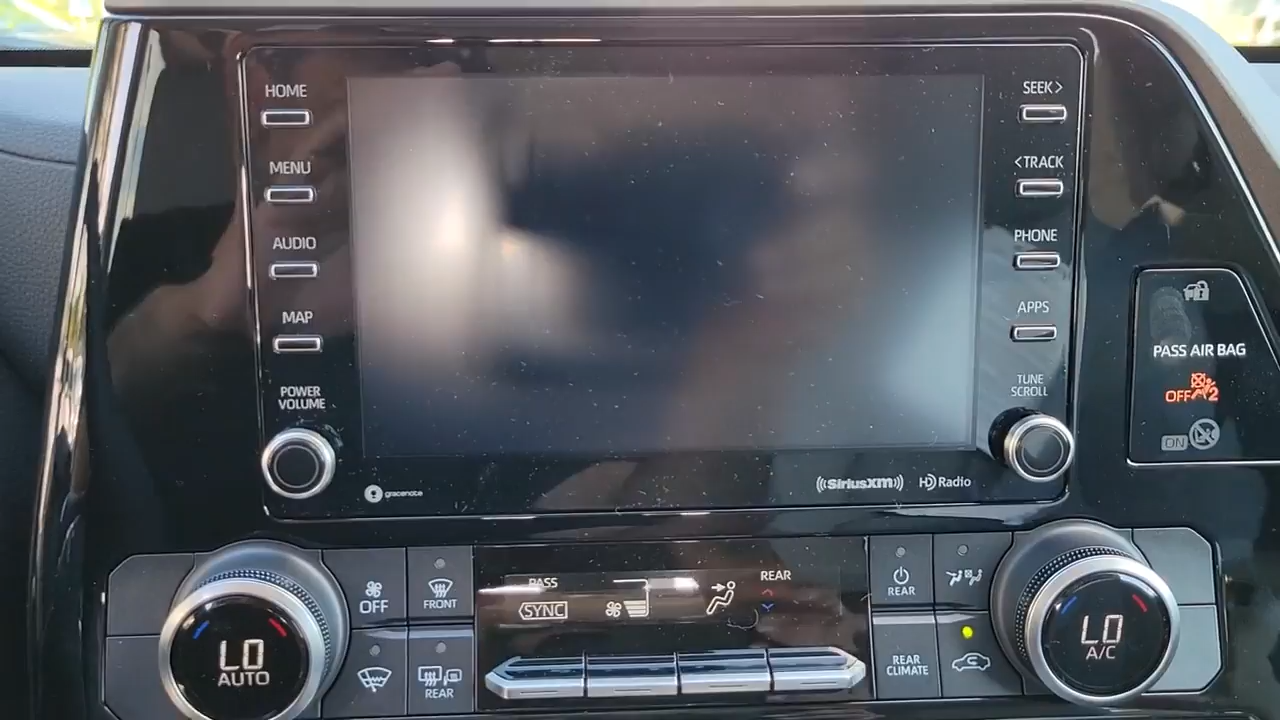 HOME
MENU
AUDIO
MAP
POWER
VOLUME
gracenote
SEEK>
<TRACK
PHONE
APPS
TUNE
SCROLL
((SiriusXM))
HD Radio
PASS AIR BAG
OFF 2
ON
LO
AUTO
OFF
FRONT
REAR
PASS
SYNC
REAR
REAR
REAR
CLIMATE
LO
A/C